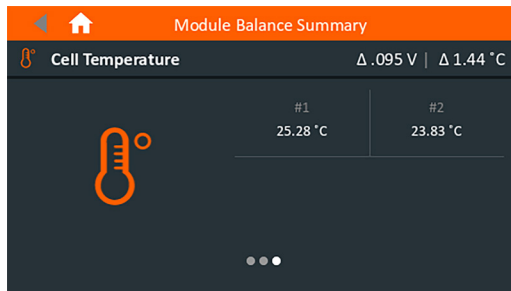 Module Balance Summary
Cell Temperature Δ .095 V | Δ 1.44 ˚C
#1 #2
25.28 ˚C 23.83 ˚C